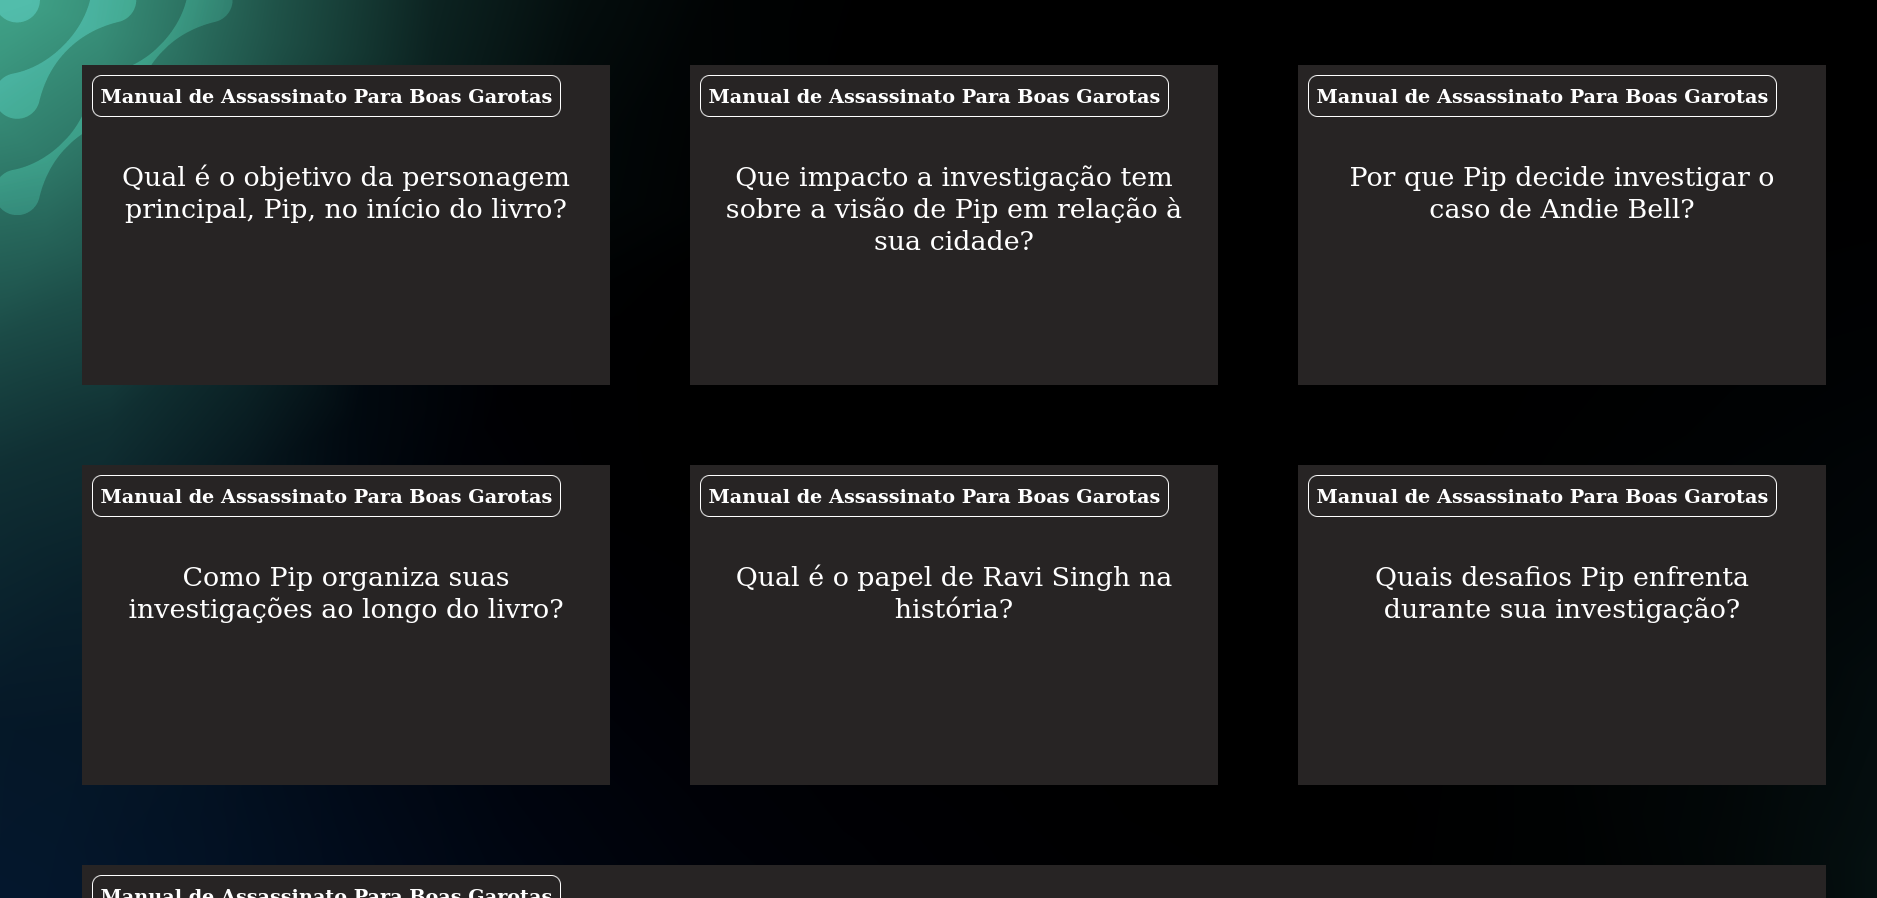 Manual de Assassinato Para Boas Garotas
Qual é o objetivo da personagem
principal, Pip, no início do livro?
Manual de Assassinato Para Boas Garotas
Que impacto a investigação tem
sobre a visão de Pip em relação à
sua cidade?
Manual de Assassinato Para Boas Garotas
Por que Pip decide investigar o
caso de Andie Bell?
Manual de Assassinato Para Boas Garotas
Como Pip organiza suas
investigações ao longo do livro?
Manual de Assassinato Para Boas Garotas
Qual é o papel de Ravi Singh na
história?
Manual de Assassinato Para Boas Garotas
Quais desafios Pip enfrenta
durante sua investigação?
Manual de Assassinato Para Boas Garotas